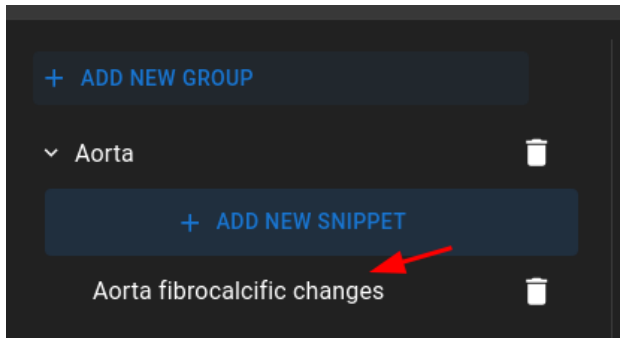 ADD NEW GROUP
Aorta
ADD NEW SNIPPET
Aorta fibrocalcific changes